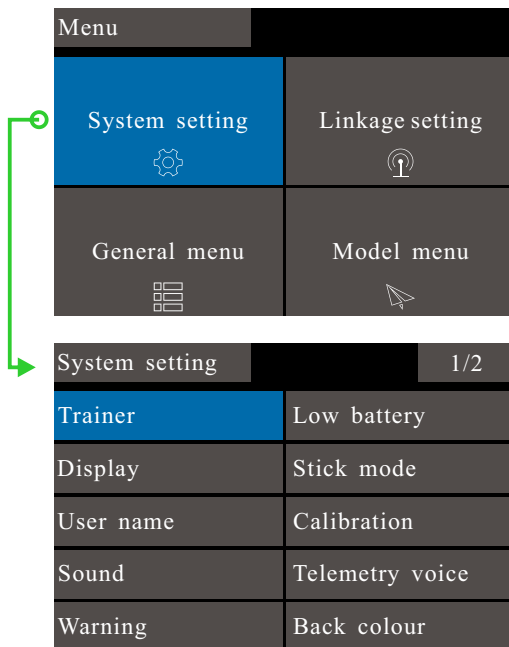 Menu
System setting
Linkage setting
General menu
Model menu
System setting 1/2
Trainer Low battery
Display Stick mode
User name Calibration
Sound Telemetry voice
Warning Back colour